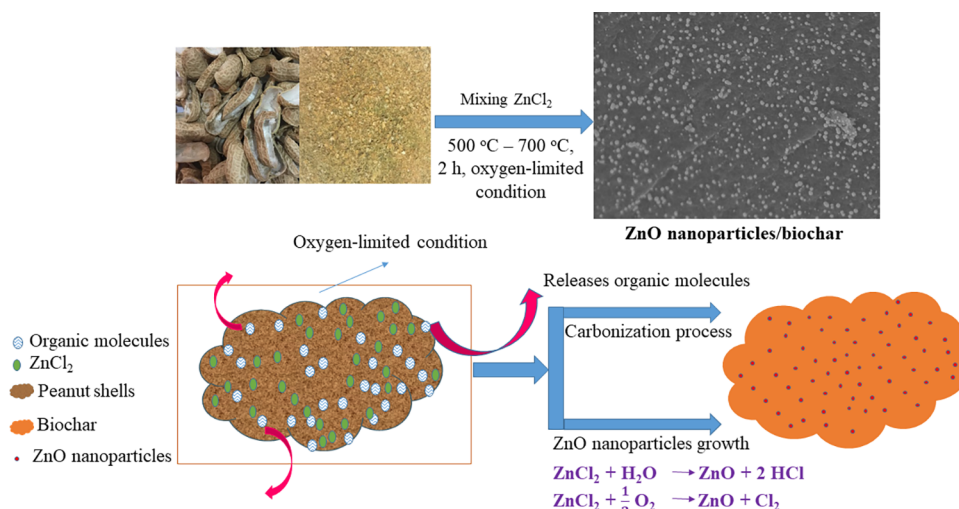 Mixing ZnCl₂
500 °C – 700 °C,
2 h, oxygen-limited
condition
ZnO nanoparticles/biochar
Oxygen-limited condition
Releases organic molecules
Organic molecules
ZnCl₂
Peanut shells
Biochar
ZnO nanoparticles
Carbonization process
ZnO nanoparticles growth
ZnCl₂ + H₂O → ZnO + 2 HCl
ZnCl₂ + 1/2 O₂ → ZnO + Cl₂